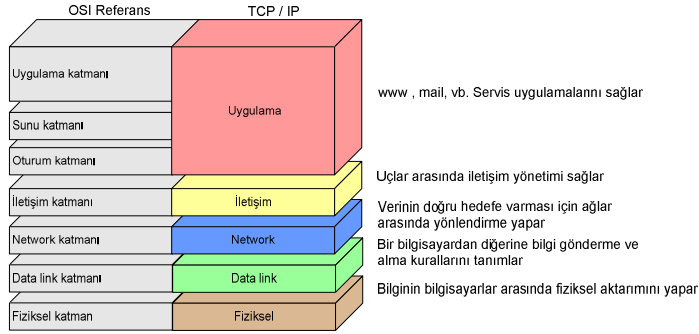 OSI Referans
TCP / IP
Uygulama katmanı
Sunu katmanı
Oturum katmanı
İletişim katmanı
Network katmanı
Data link katmanı
Fiziksel katman
Uygulama
İletişim
Network
Data link
Fiziksel
www , mail, vb. Servis uygulamalarını sağlar
Uçlar arasında iletişim yönetimi sağlar
Verinin doğru hedefe varması için ağlar
arasında yönlendirme yapar
Bir bilgisayardan diğerine bilgi gönderme ve
alma kurallarını tanımlar
Bilginin bilgisayarlar arasında fiziksel aktarımını yapar